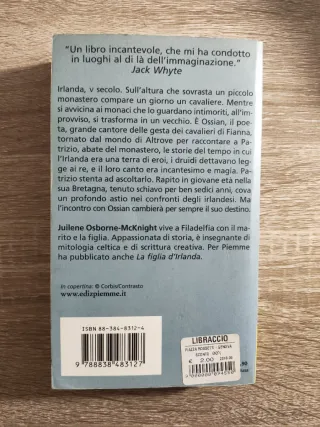 "Un libro incantevole, che mi ha condotto
in luoghi al di là dell'immaginazione."
Jack Whyte
Irlanda, V secolo. Sull'altura che sovrasta un piccolo
monastero compare un giorno un cavaliere. Mentre
si avvicina ai monaci che lo guardano intimoriti, all'im-
provviso, si trasforma in un vecchio. È Ossian, il poe-
ta, grande cantore delle gesta dei cavalieri di Fianna,
tornato dal mondo di Altrove per raccontare a Pa-
trizio, abate del monastero, le storie del tempo in cui
l'Irlanda era una terra di eroi, i druidi dettavano leg-
ge ai re, e il loro canto era incantesimo e magia. Pa-
trizio stenta ad ascoltarlo. Rapito in giovane età nella
sua Bretagna, tenuto schiavo per ben sedici anni, cova
un profondo astio nei confronti degli irlandesi. Ma
l'incontro con Ossian cambierà per sempre il suo destino.
Juilene Osborne-McKnight vive a Filadelfia con il ma-
rito e la figlia. Appassionata di storia, è insegnante di
mitologia celtica e di scrittura creativa. Per Piemme
ha pubblicato anche La figlia d'Irlanda.
in copertina: © Corbis/Contrasto
www.edizpiemme.it
ISBN 88-384-8312-4
9 788838 483127
LIBRACCIO
€ 2.00